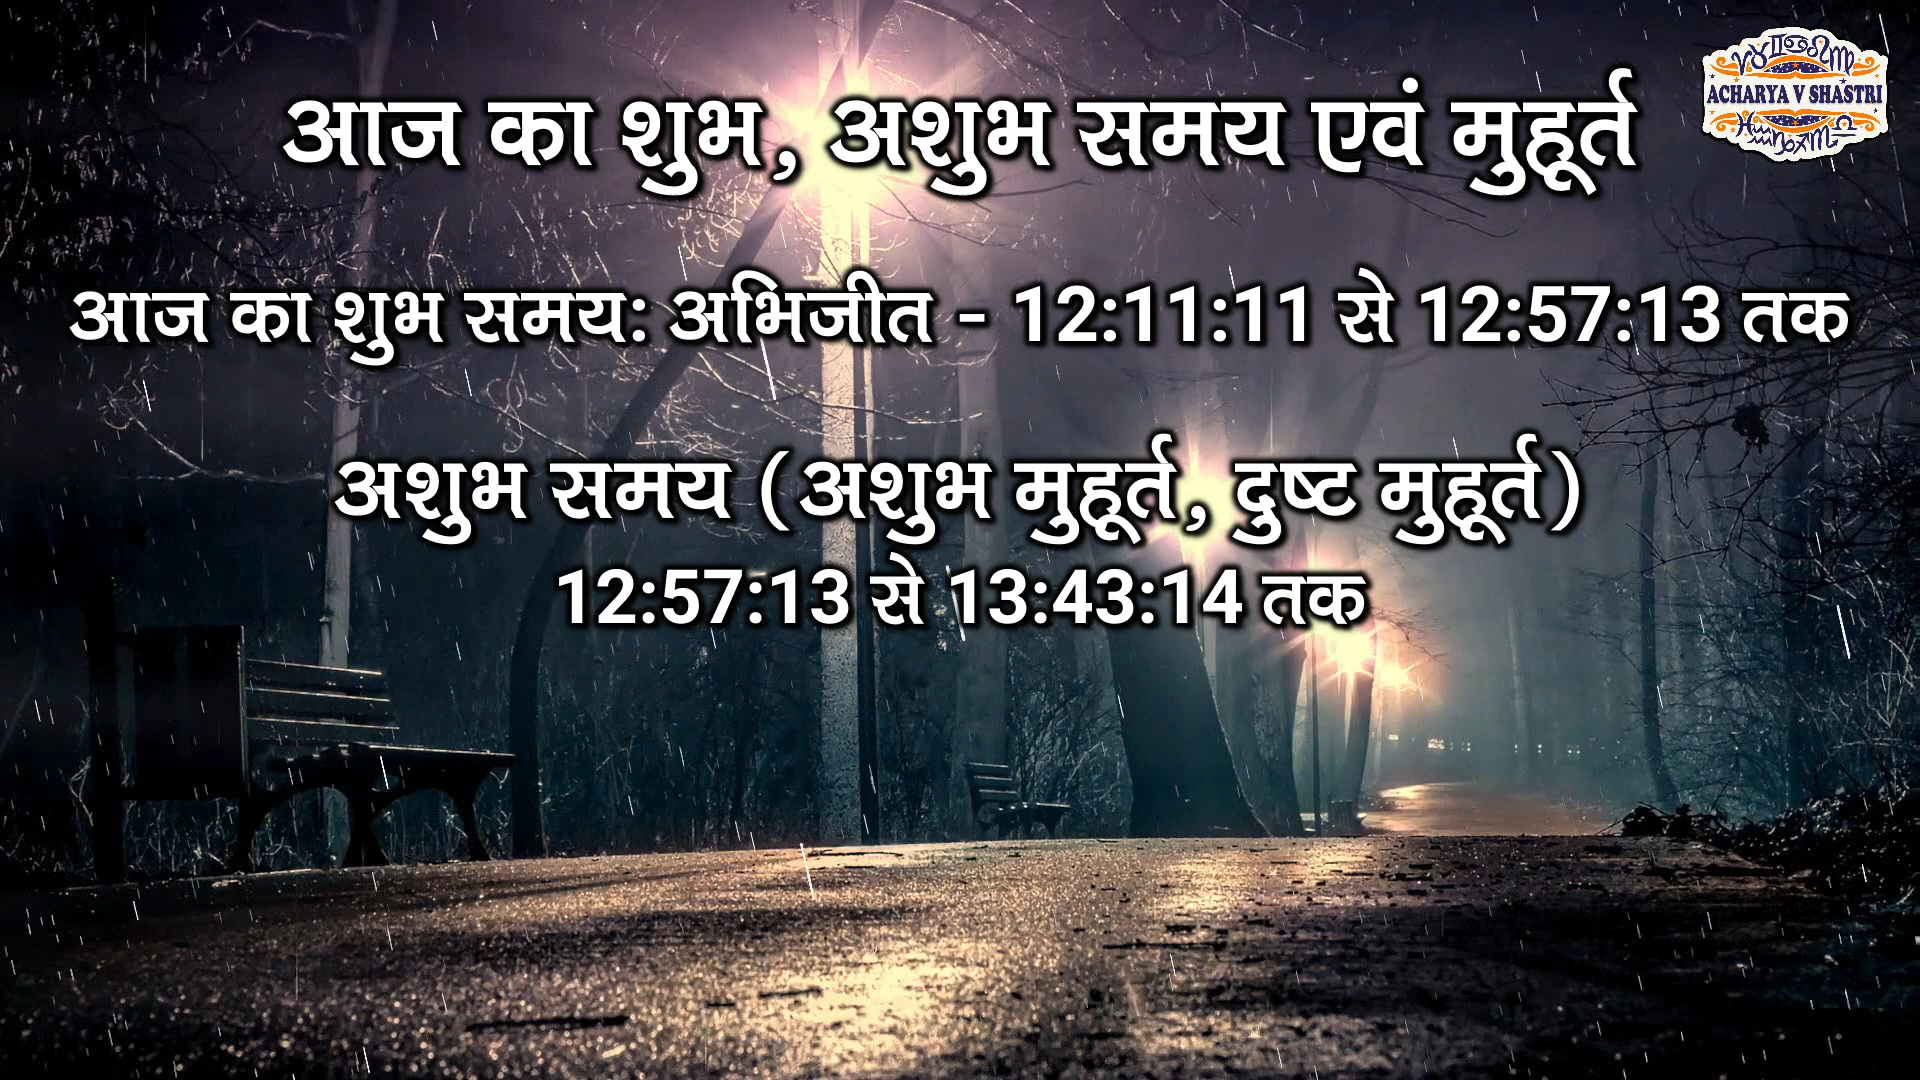 आज का शुभ, अशुभ समय एवं मुहूर्त
ACHARYA V SHASTRI
आज का शुभ समय: अभिजीत - 12:11:11 से 12:57:13 तक
अशुभ समय (अशुभ मुहूर्त, दुष्ट मुहूर्त)
12:57:13 से 13:43:14 तक